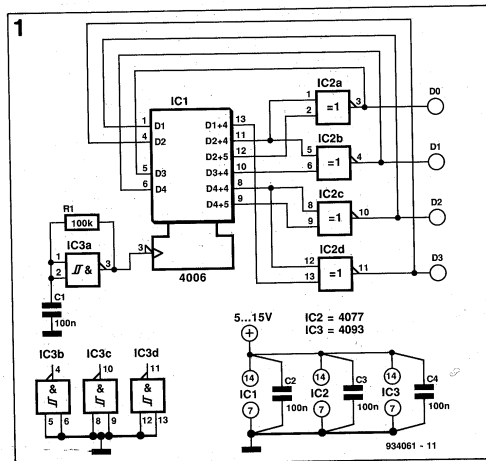 1
IC1
IC2a
IC2b
IC2c
IC2d
=1
=1
=1
=1
D0
D1
D2
D3
1 D1
4 D2
5 D3
6 D4
D1+4 13
D2+4 11
D2+5 12
D3+4 10
D4+4 8
D4+5 9
1
2
3
5
6
4
8
9
10
12
13
11
3
4006
R1
100k
IC3a
1
2
&
3
C1
100n
IC3b
IC3c
IC3d
4
10
11
&
&
&
5 6
8 9
12 13
IC2 = 4077
IC3 = 4093
5...15V
+
14
IC1
7
C2
100n
14
IC2
7
C3
100n
14
IC3
7
C4
100n
934061 - 11